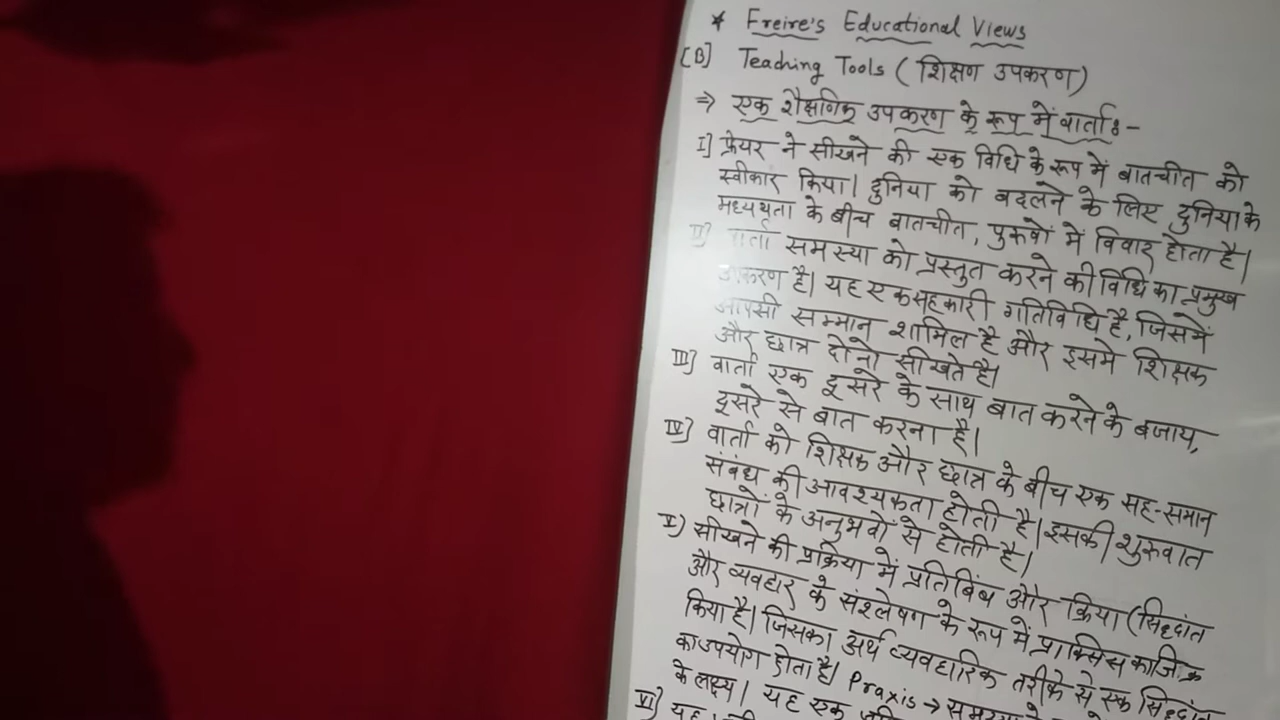 * Freire's Educational Views
[B] Teaching Tools (शिक्षण उपकरण)
⇒ एक शैक्षणिक उपकरण के रूप में वार्ता :-
I] फ्रेयर ने सीखने की एक विधि के रूप में बातचीत को
स्वीकार किया। दुनिया को बदलने के लिए दुनिया के
मध्यथता के बीच बातचीत, पुरूषों में विचार होता है।
II] वार्ता समस्या को प्रस्तुत करने की विधि का प्रमुख
उपकरण है। यह एक सहकारी गतिविधि है, जिसमें
आपसी सम्मान शामिल है और इसमें शिक्षक
और छात्र दोनो सीखते है।
III] वार्ता एक दूसरे के साथ बात करने के बजाय,
दूसरे से बात करना है।
IV] वार्ता को शिक्षक और छात्र के बीच एक सह-समान
संबंध की आवश्यकता होती है। इसकी शुरुवात
छात्रों के अनुभवों से होती है।
V) सीखने की प्रक्रिया में प्रतिबिंब और क्रिया (सिद्दांत
और व्यवहार के संश्लेषण के रूप में प्राक्सिस का जिक्र
किया है। जिसका अर्थ व्यवहारिक तरीके से एक सिद्दांत
का उपयोग होता है। Praxis → समस्या
के लक्ष्य। यह एक
VI] यह